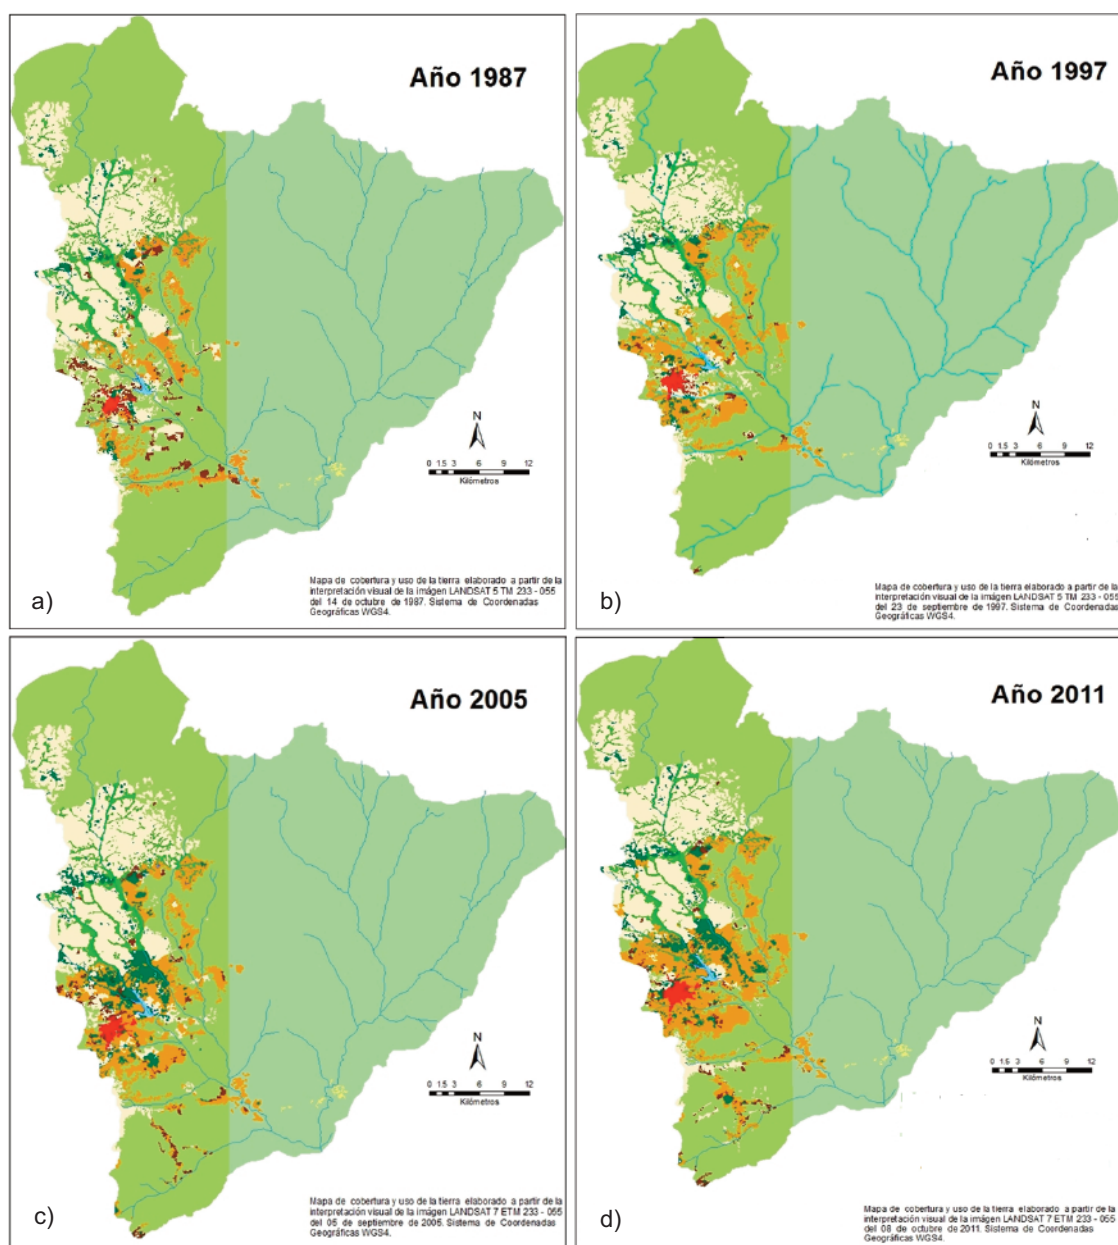 Año 1987
N
0 1.5 3 6 9 12
Kilómetros
Mapa de cobertura y uso de la tierra elaborado a partir de la
interpretación visual de la imágen LANDSAT 5 TM 233 - 055
del 14 de octubre de 1987. Sistema de Coordenadas
Geográficas WGS4.
a)
Año 1997
N
0 1.5 3 6 9 12
Kilómetros
Mapa de cobertura y uso de la tierra elaborado a partir de la
interpretación visual de la imágen LANDSAT 5 TM 233 - 055
del 23 de septiembre de 1997. Sistema de Coordenadas
Geográficas WGS4.
b)
Año 2005
N
0 1.5 3 6 9 12
Kilómetros
Mapa de cobertura y uso de la tierra elaborado a partir de la
interpretación visual de la imágen LANDSAT 7 ETM 233 - 055
del 05 de septiembre de 2005. Sistema de Coordenadas
Geográficas WGS4.
c)
Año 2011
N
0 1.5 3 6 9 12
Kilómetros
Mapa de cobertura y uso de la tierra elaborado a partir de la
interpretación visual de la imágen LANDSAT 7 ETM 233 - 055
del 08 de octubre de 2011. Sistema de Coordenadas
Geográficas WGS4.
d)